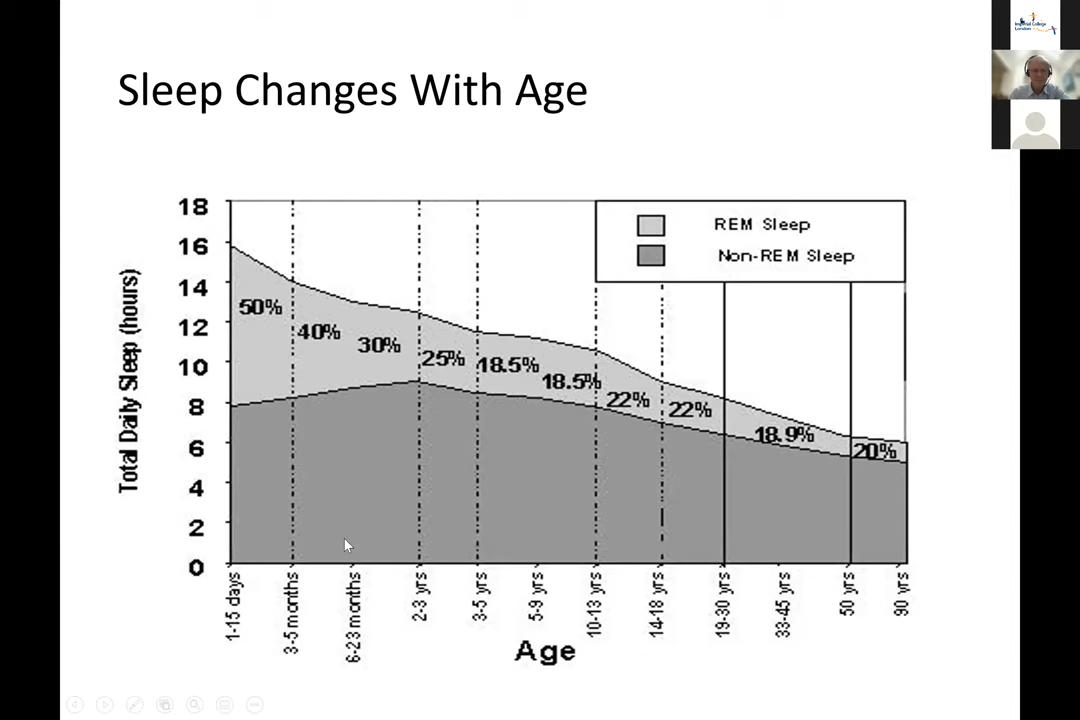 Imperial College
London
Sleep Changes With Age
Total Daily Sleep (hours)
18
16
14
12
10
8
6
4
2
0
REM Sleep
Non-REM Sleep
50%
40%
30%
25%
18.5%
18.5%
22%
22%
18.9%
20%
1-15 days
3-5 months
6-23 months
2-3 yrs
3-5 yrs
5-9 yrs
10-13 yrs
14-18 yrs
19-30 yrs
33-45 yrs
50 yrs
90 yrs
Age